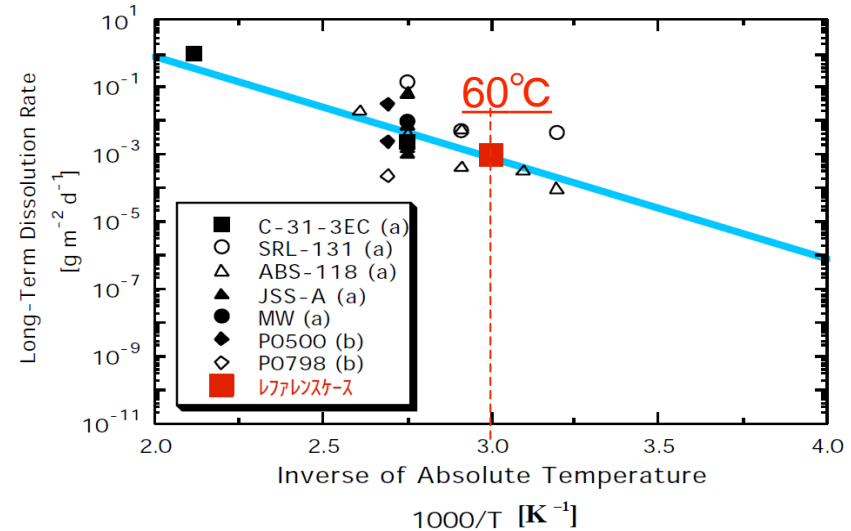 Long-Term Dissolution Rate
[g m⁻² d⁻¹]
10¹
10⁻¹
10⁻³
10⁻⁵
10⁻⁷
10⁻⁹
10⁻¹¹
60℃
C-31-3EC (a)
SRL-131 (a)
ABS-118 (a)
JSS-A (a)
MW (a)
P0500 (b)
P0798 (b)
レファレンスケース
2.0 2.5 3.0 3.5 4.0
Inverse of Absolute Temperature
1000/T [K⁻¹]